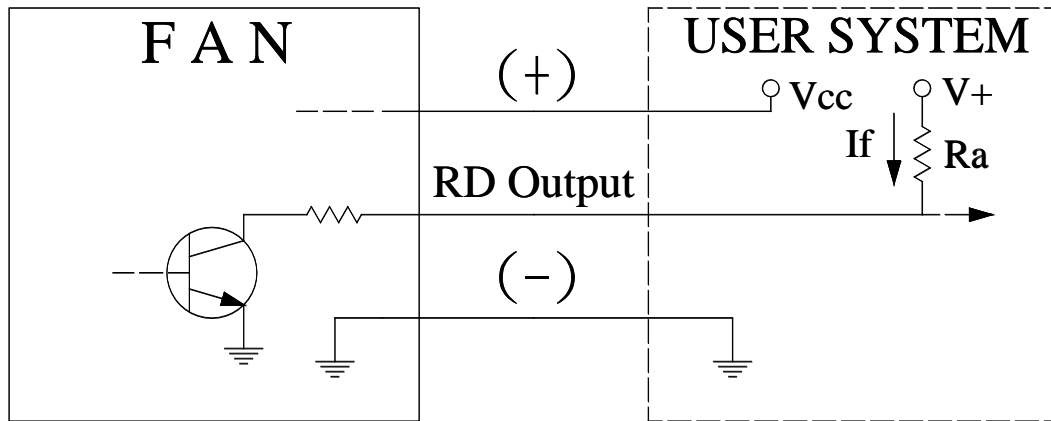 F A N
USER SYSTEM
(+)
Vcc
V+
If
Ra
RD Output
(-)